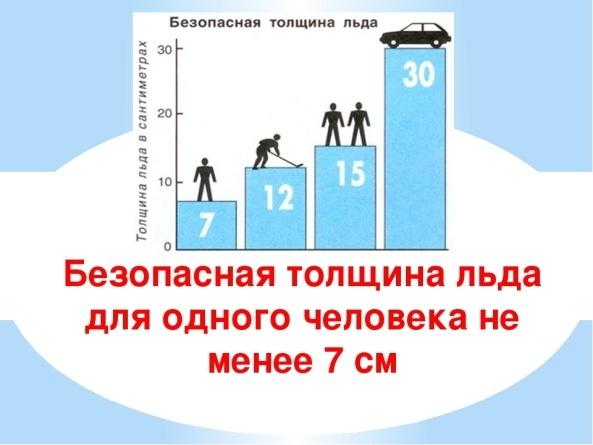 Безопасная толщина льда
Толщина льда в сантиметрах
30
20
10
0
7
12
15
30
Безопасная толщина льда
для одного человека не
менее 7 см